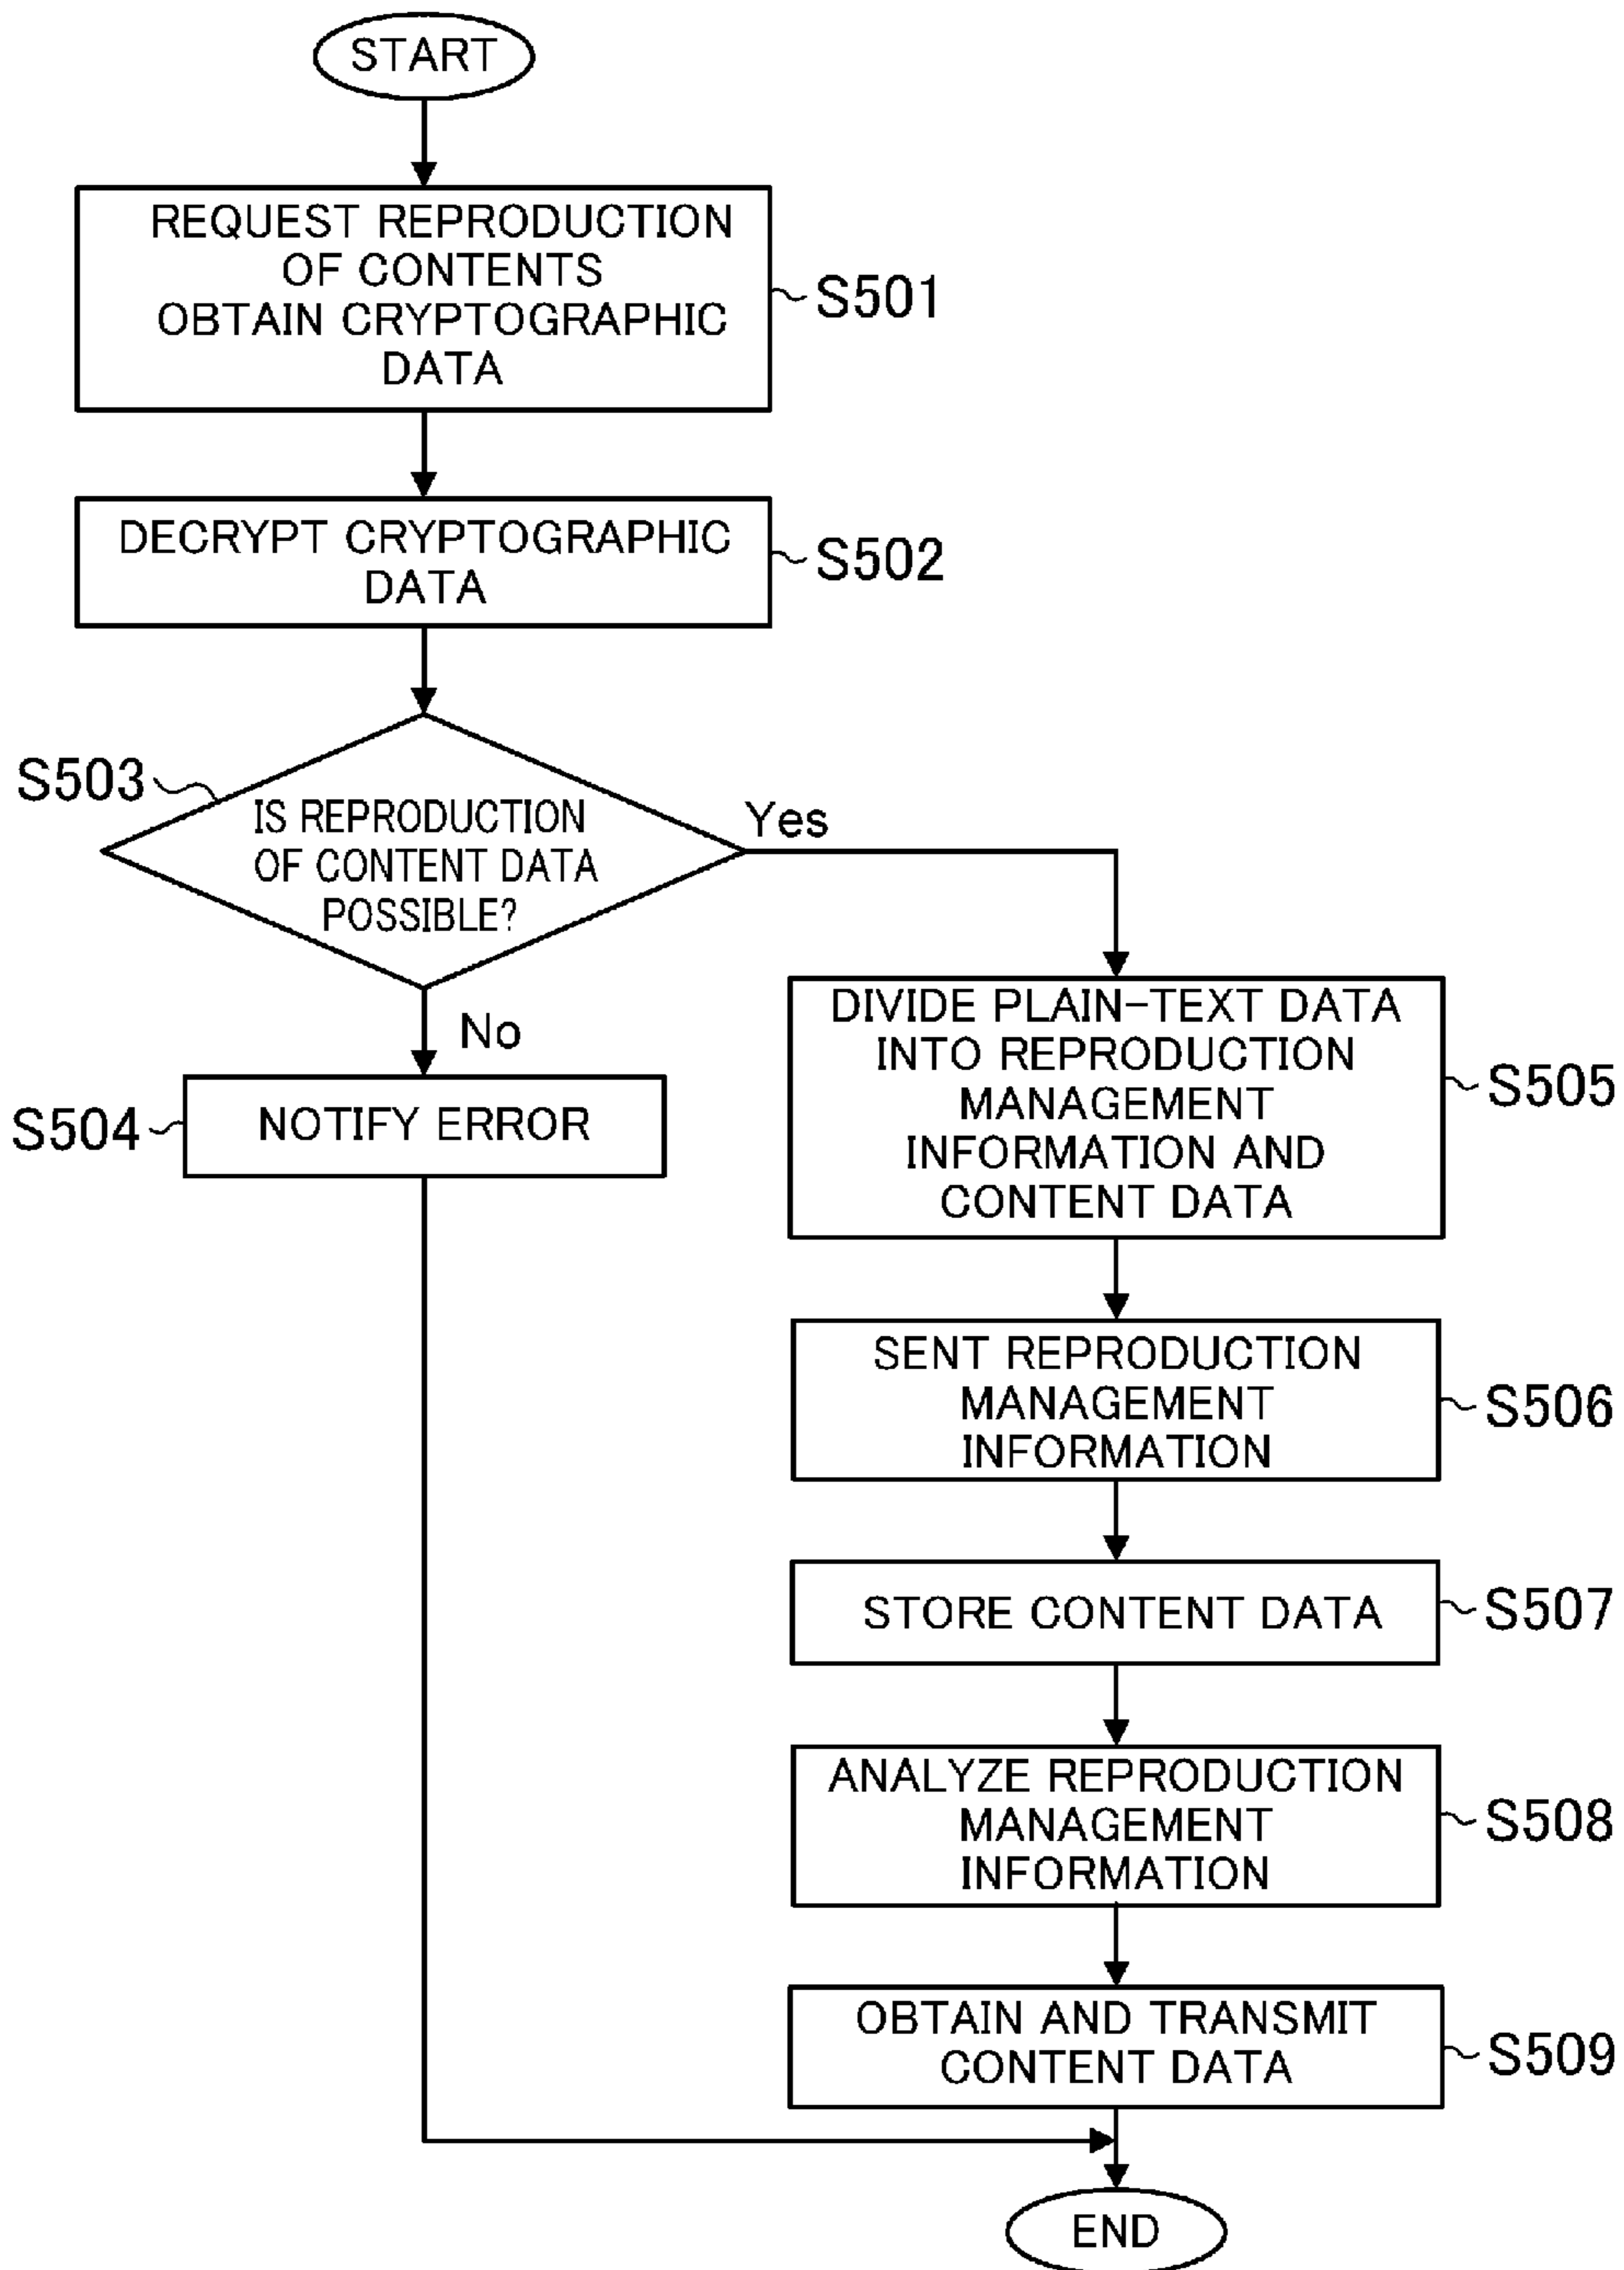 START
REQUEST REPRODUCTION
OF CONTENTS
OBTAIN CRYPTOGRAPHIC
DATA
S501
DECRYPT CRYPTOGRAPHIC
DATA
S502
S503
IS REPRODUCTION
OF CONTENT DATA
POSSIBLE?
Yes
No
S504
NOTIFY ERROR
DIVIDE PLAIN-TEXT DATA
INTO REPRODUCTION
MANAGEMENT
INFORMATION AND
CONTENT DATA
S505
SENT REPRODUCTION
MANAGEMENT
INFORMATION
S506
STORE CONTENT DATA
S507
ANALYZE REPRODUCTION
MANAGEMENT
INFORMATION
S508
OBTAIN AND TRANSMIT
CONTENT DATA
S509
END